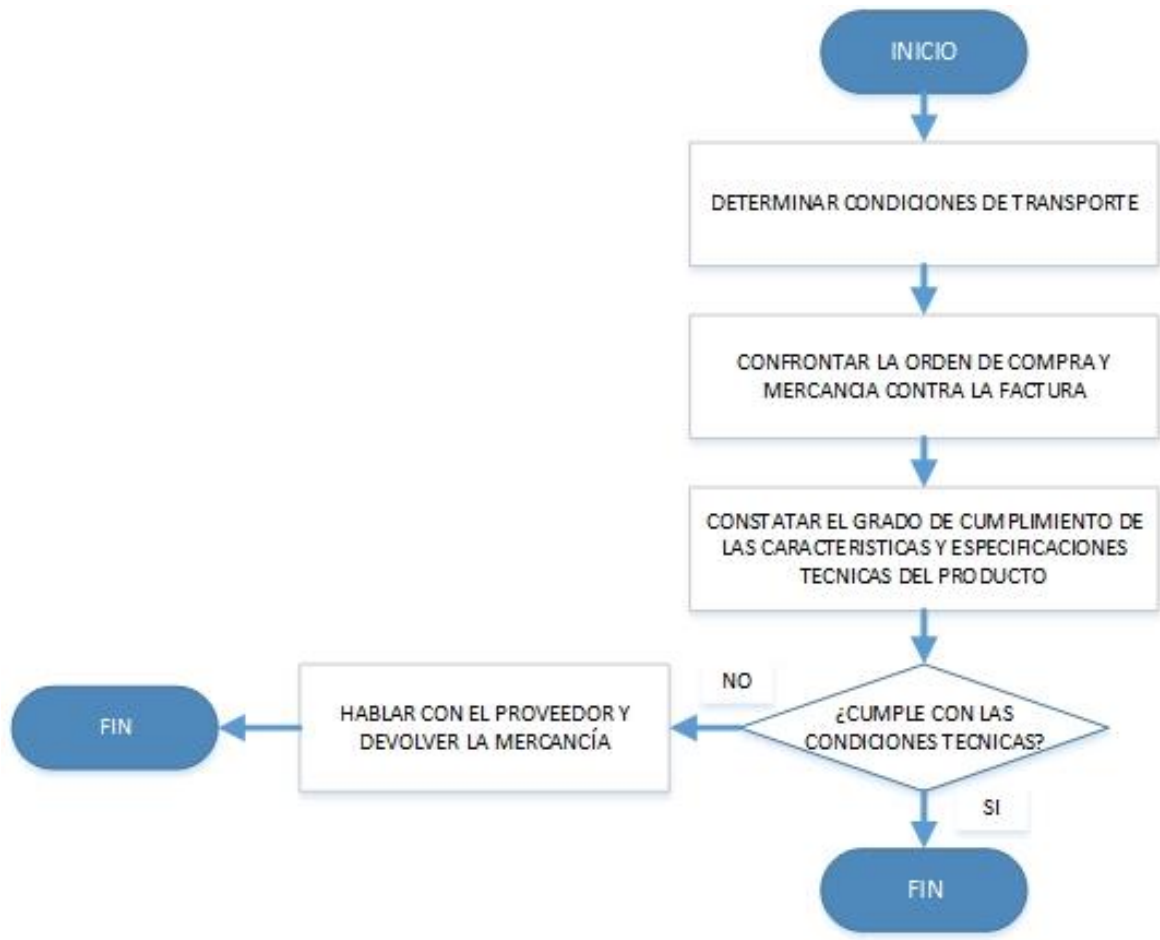 INICIO
DETERMINAR CONDICIONES DE TRANSPORTE
CONFRONTAR LA ORDEN DE COMPRA Y
MERCANCIA CONTRA LA FACTURA
CONSTATAR EL GRADO DE CUMPLIMIENTO DE
LAS CARACTERISTICAS Y ESPECIFICACIONES
TECNICAS DEL PRODUCTO
¿CUMPLE CON LAS
CONDICIONES TECNICAS?
NO
HABLAR CON EL PROVEEDOR Y
DEVOLVER LA MERCANCÍA
FIN
SI
FIN